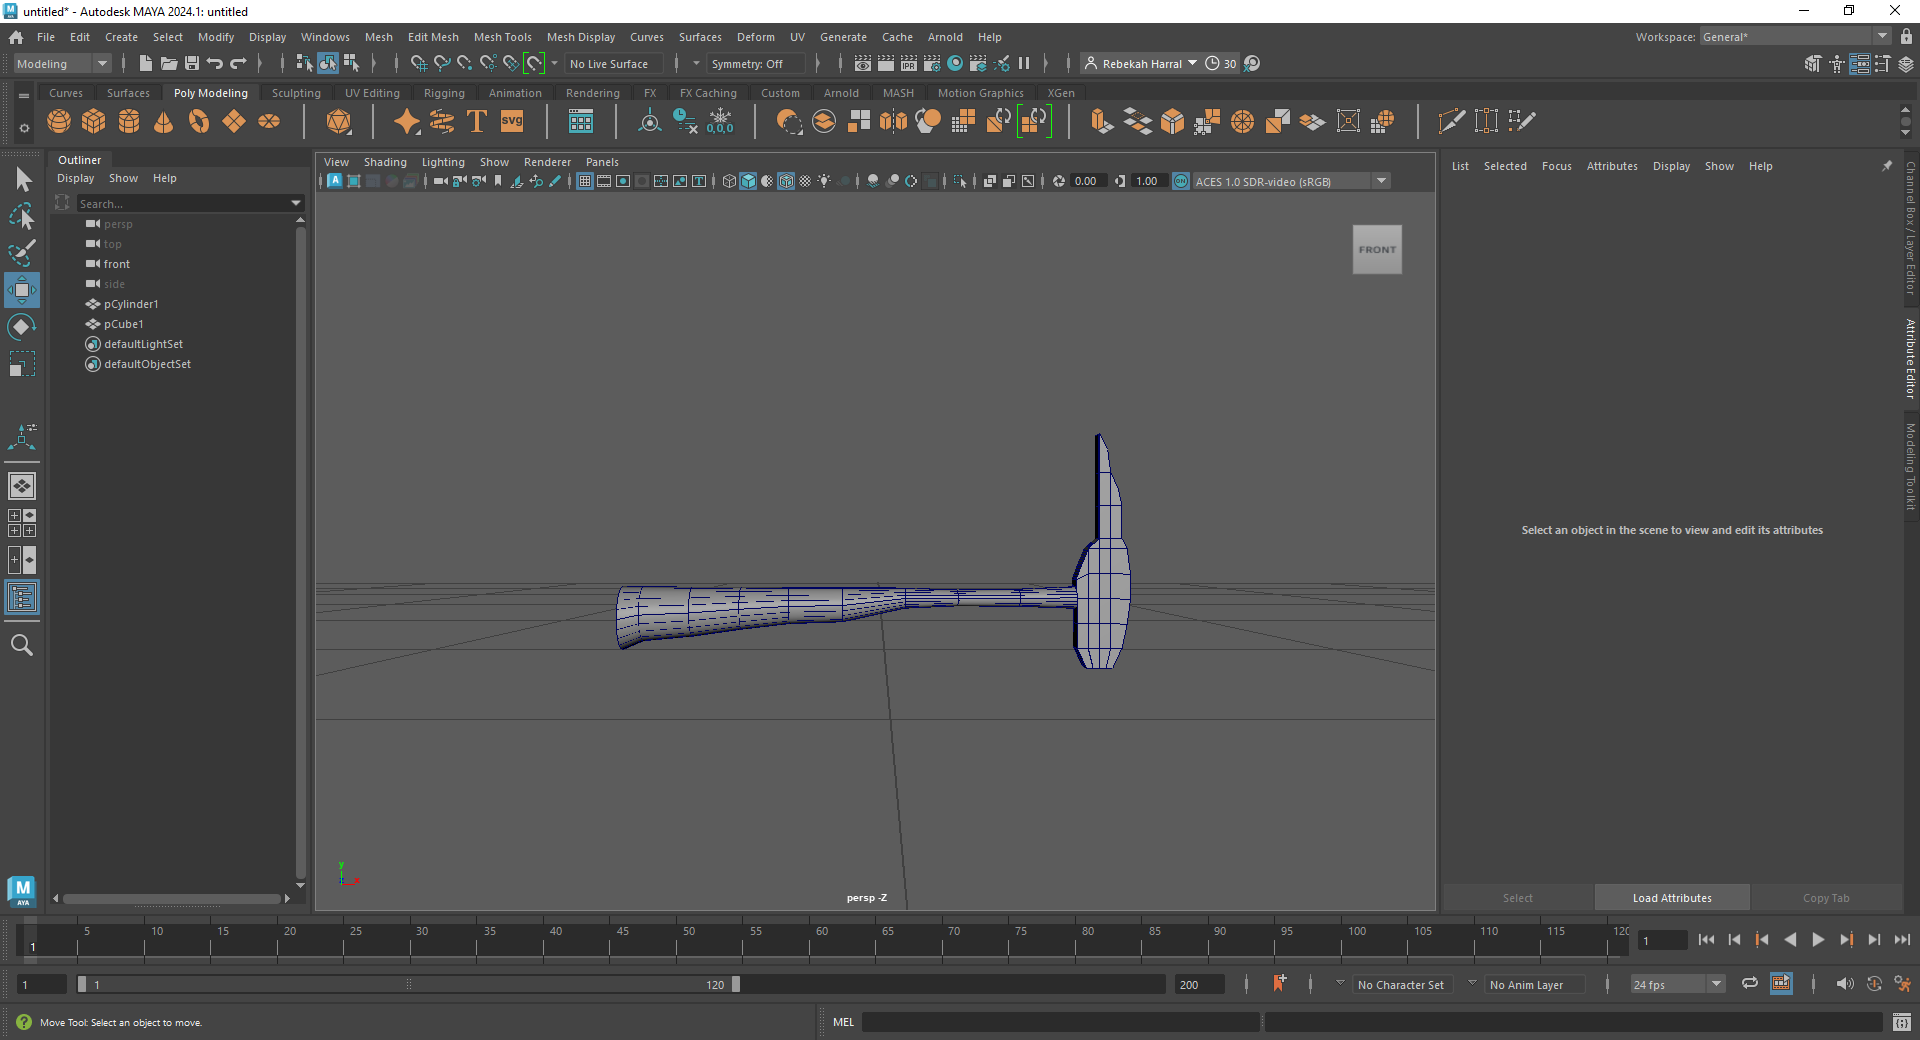 untitled* - Autodesk MAYA 2024.1: untitled
File Edit Create Select Modify Display Windows Mesh Edit Mesh Mesh Tools Mesh Display Curves Surfaces Deform UV Generate Cache Arnold Help
Workspace: General*
Modeling
No Live Surface
Symmetry: Off
IPR
Rebekah Harral
30
Curves Surfaces Poly Modeling Sculpting UV Editing Rigging Animation Rendering FX FX Caching Custom Arnold MASH Motion Graphics XGen
T
svg
0,0,0
Outliner
Display Show Help
Search...
persp
top
front
side
pCylinder1
pCube1
defaultLightSet
defaultObjectSet
View Shading Lighting Show Renderer Panels
0.00
1.00
ACES 1.0 SDR-video (sRGB)
FRONT
y
persp -Z
List Selected Focus Attributes Display Show Help
Select an object in the scene to view and edit its attributes
Select
Load Attributes
Copy Tab
Channel Box / Layer Editor
Attribute Editor
Modeling Toolkit
M
AYA
5 10 15 20 25 30 35 40 45 50 55 60 65 70 75 80 85 90 95 100 105 110 115 120
1
1
1
1
120
200
No Character Set
No Anim Layer
24 fps
Move Tool: Select an object to move.
MEL